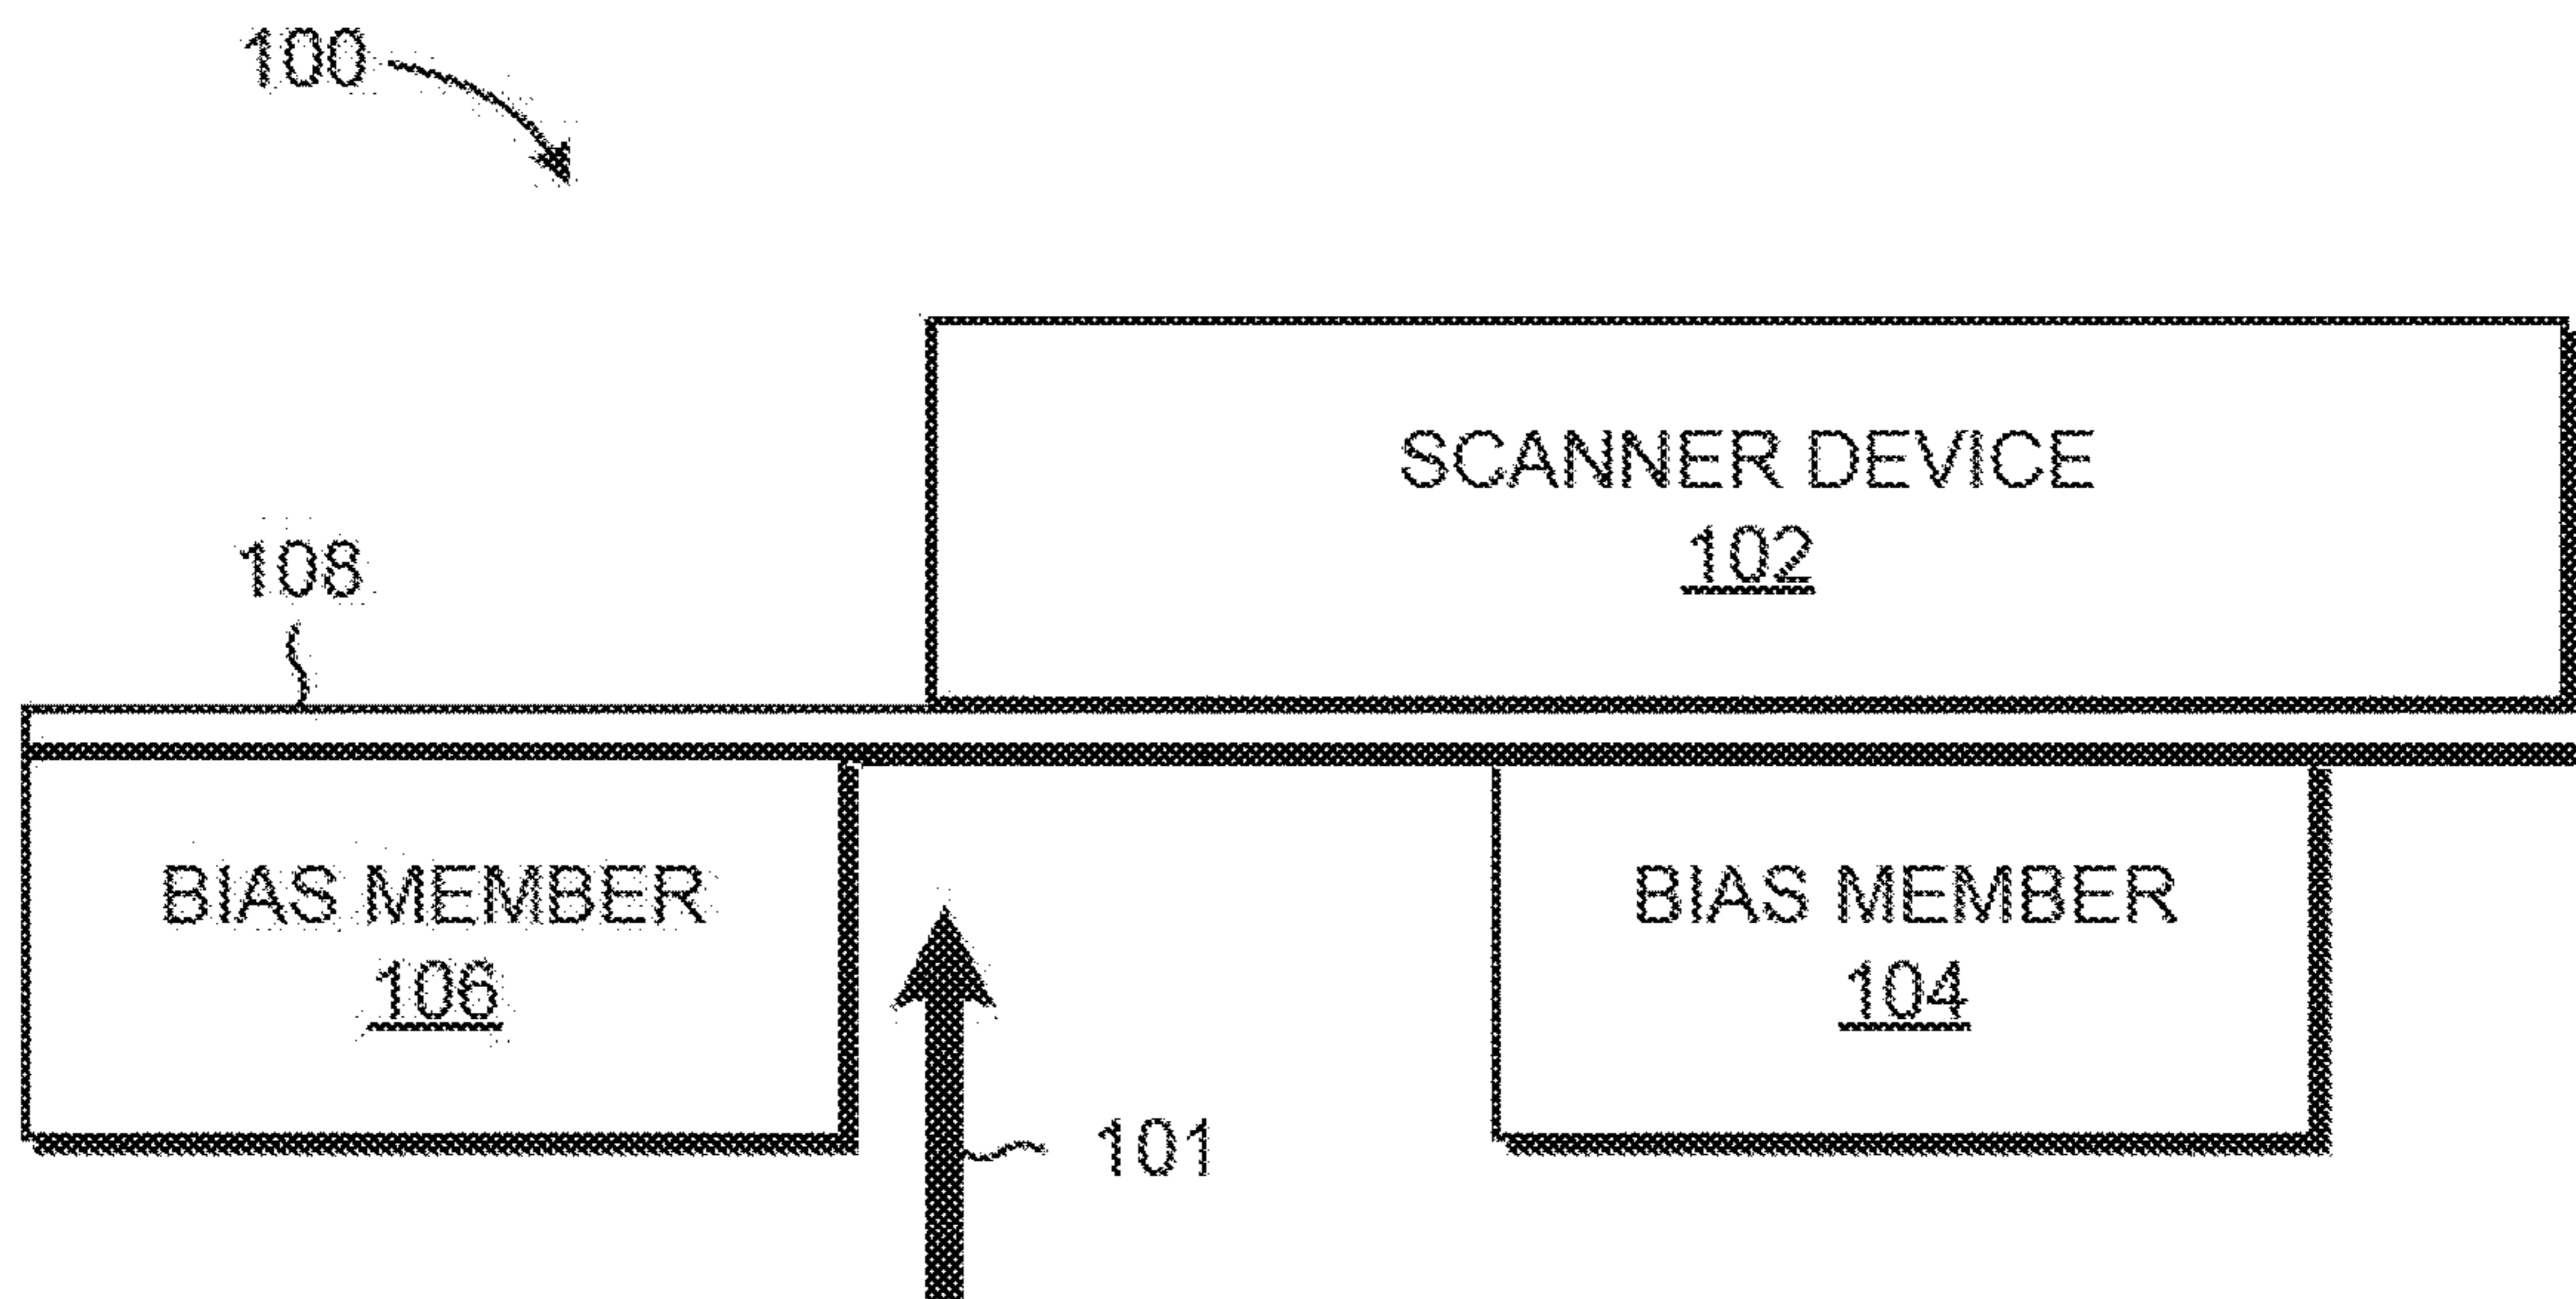 100
SCANNER DEVICE
102
108
BIAS MEMBER
106
BIAS MEMBER
104
101